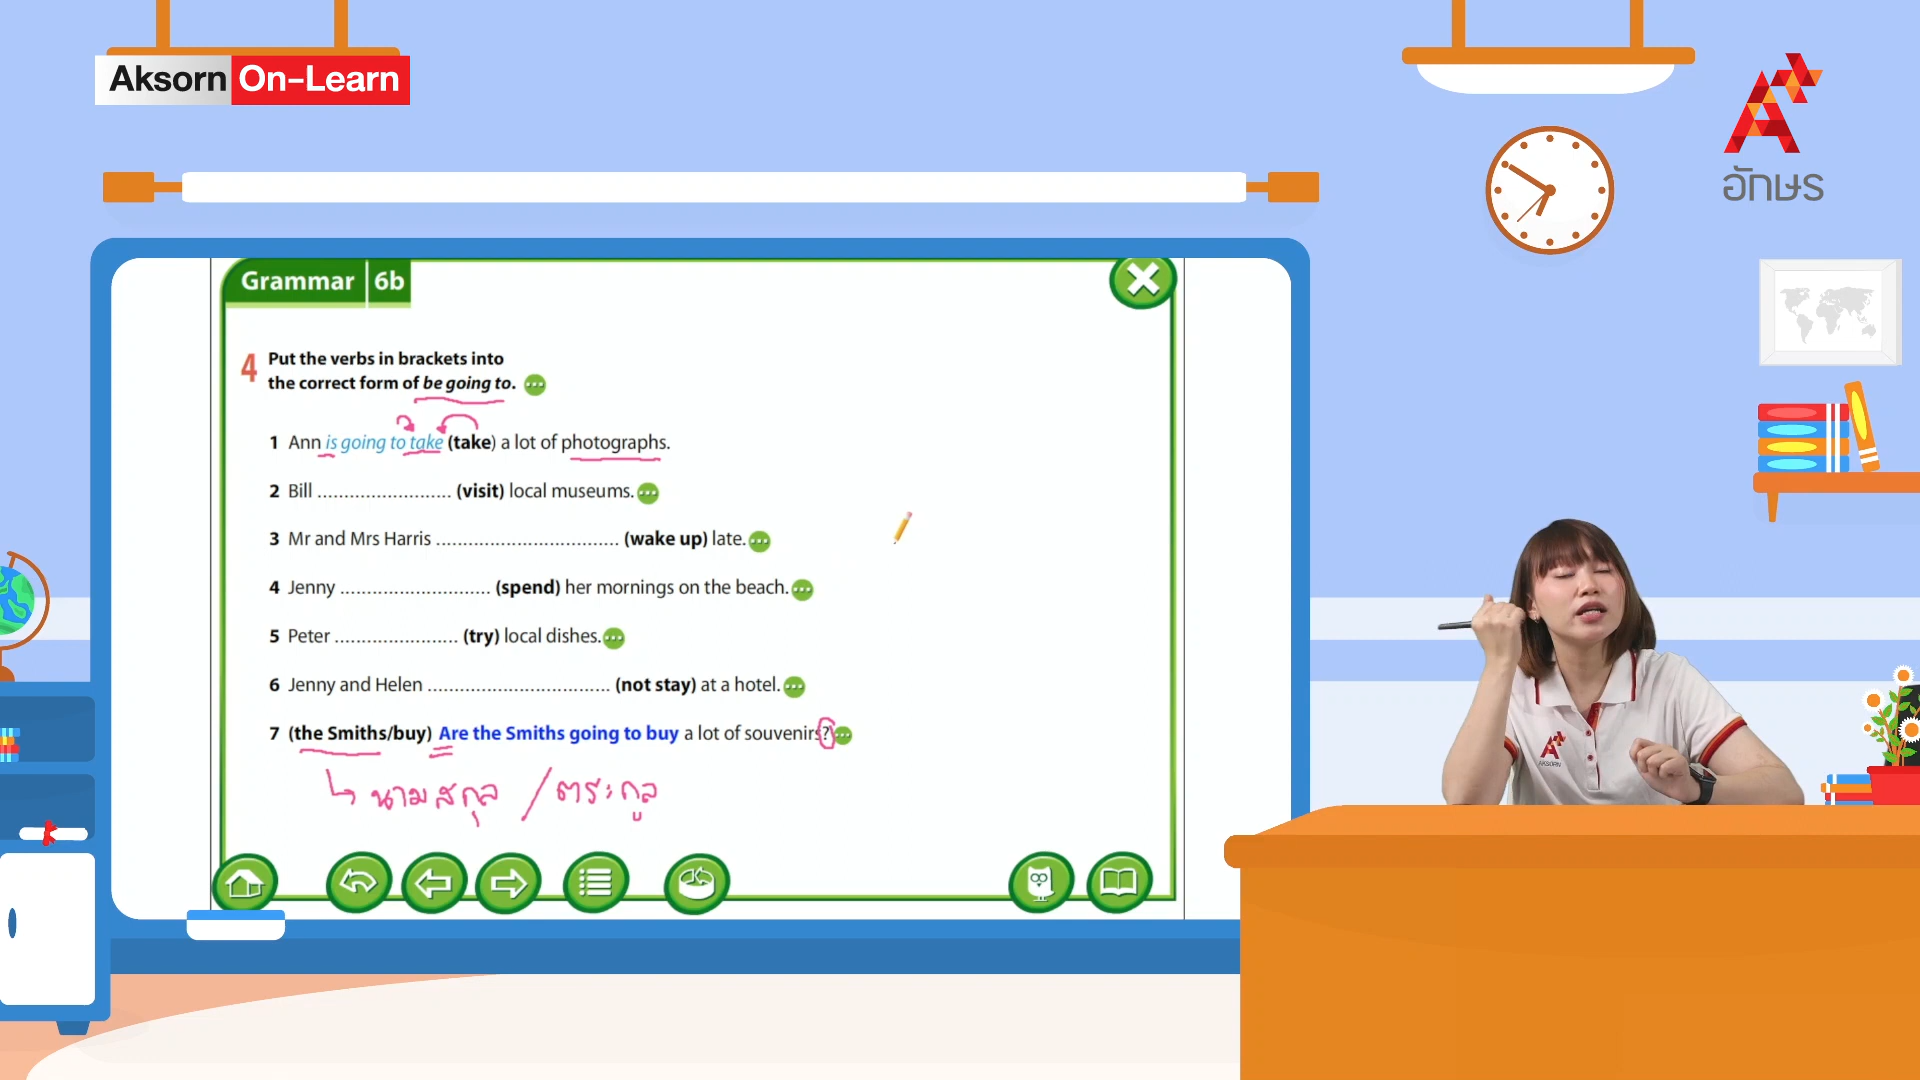 Aksorn On-Learn
อักษร
Grammar 6b
4 Put the verbs in brackets into
the correct form of be going to.
1 Ann is going to take (take) a lot of photographs.
2 Bill ......................... (visit) local museums.
3 Mr and Mrs Harris .................................. (wake up) late.
4 Jenny ............................ (spend) her mornings on the beach.
5 Peter ....................... (try) local dishes.
6 Jenny and Helen .................................. (not stay) at a hotel.
7 (the Smiths/buy) Are the Smiths going to buy a lot of souvenirs?
↳ นามสกุล / ตระกูล
AKSORN